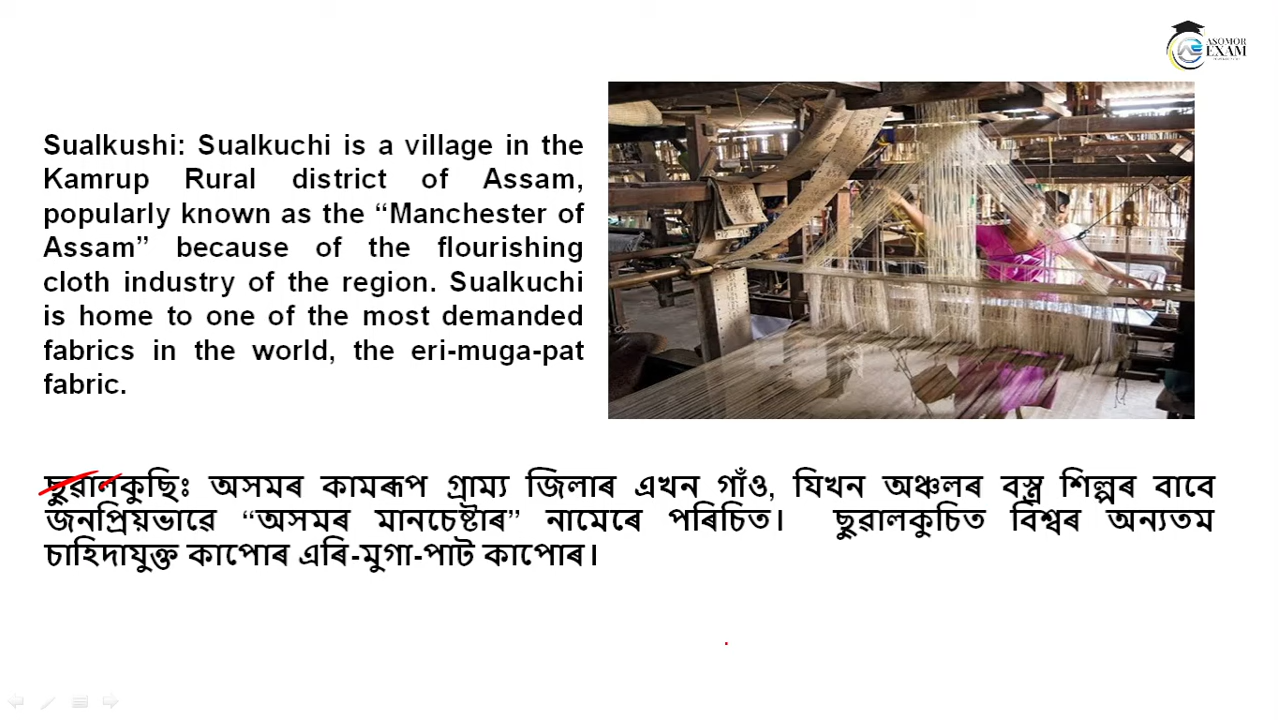 ASOMOR
EXAM
Sualkushi: Sualkuchi is a village in the
Kamrup Rural district of Assam,
popularly known as the “Manchester of
Assam” because of the flourishing
cloth industry of the region. Sualkuchi
is home to one of the most demanded
fabrics in the world, the eri-muga-pat
fabric.
ছুৱালকুছিঃ অসমৰ কামৰূপ গ্ৰাম্য জিলাৰ এখন গাঁও, যিখন অঞ্চলৰ বস্ত্ৰ শিল্পৰ বাবে
জনপ্ৰিয়ভাৱে “অসমৰ মানচেষ্টাৰ” নামেৰে পৰিচিত। ছুৱালকুচিত বিশ্বৰ অন্যতম
চাহিদাযুক্ত কাপোৰ এৰি-মুগা-পাট কাপোৰ।